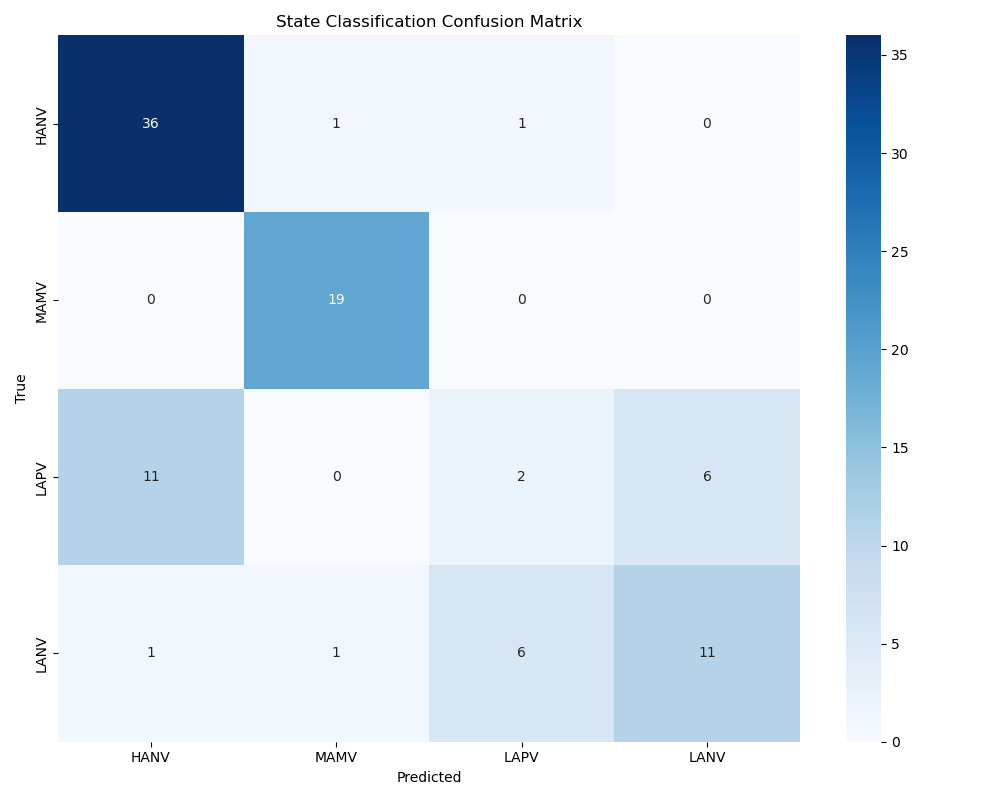 State Classification Confusion Matrix
True
HANV
36 1 1 0
MAMV
0 19 0 0
LAPV
11 0 2 6
LANV
1 1 6 11
HANV MAMV LAPV LANV
Predicted
35
30
25
20
15
10
5
0